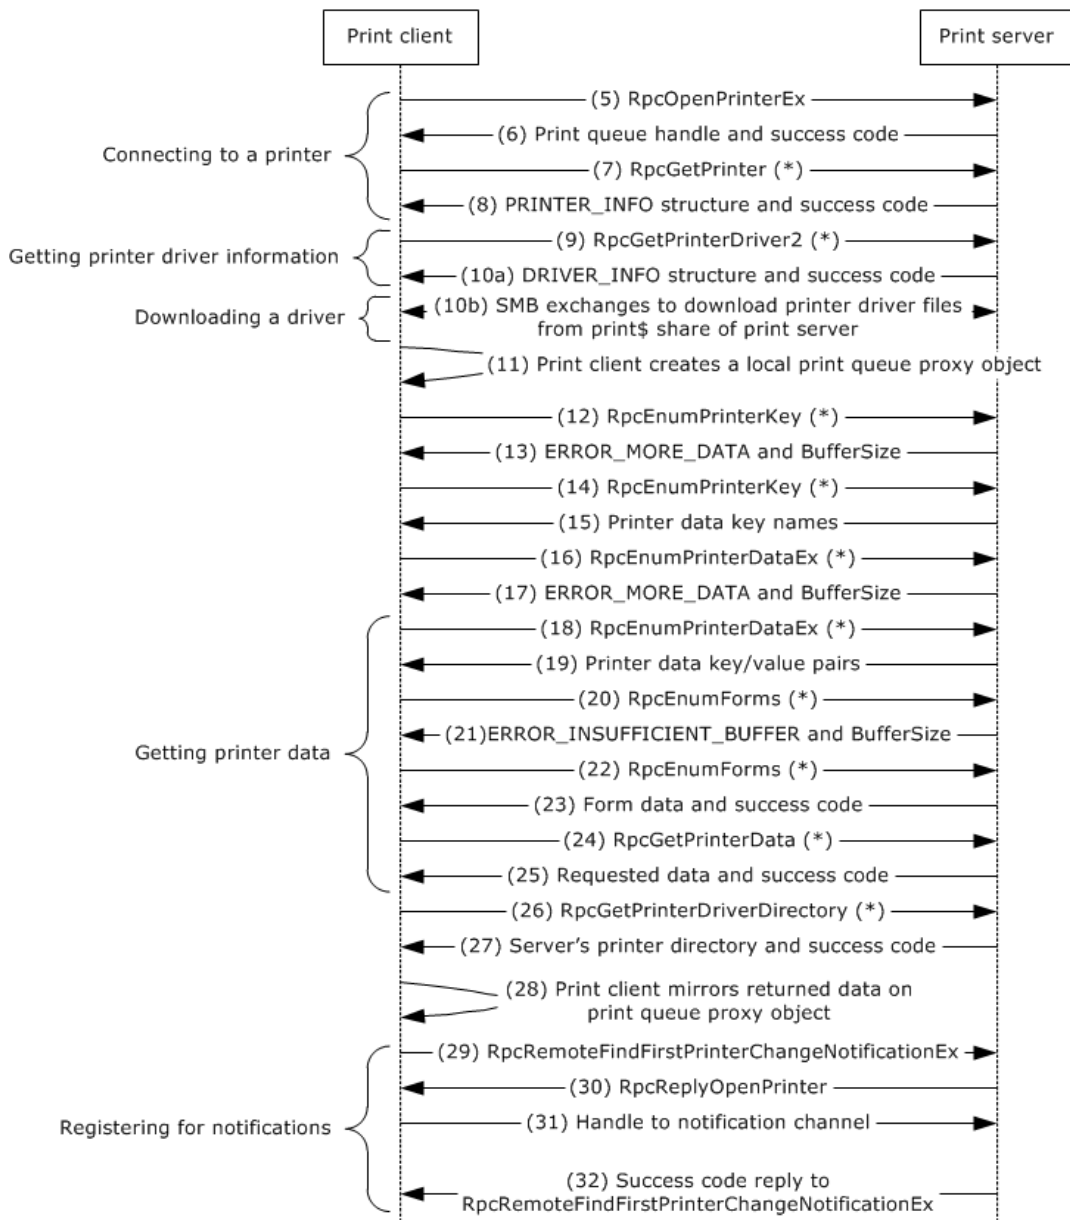 Print client
Print server
(5) RpcOpenPrinterEx
(6) Print queue handle and success code
Connecting to a printer
(7) RpcGetPrinter (*)
(8) PRINTER_INFO structure and success code
(9) RpcGetPrinterDriver2 (*)
Getting printer driver information
(10a) DRIVER_INFO structure and success code
(10b) SMB exchanges to download printer driver files
Downloading a driver
from print$ share of print server
(11) Print client creates a local print queue proxy object
(12) RpcEnumPrinterKey (*)
(13) ERROR_MORE_DATA and BufferSize
(14) RpcEnumPrinterKey (*)
(15) Printer data key names
(16) RpcEnumPrinterDataEx (*)
(17) ERROR_MORE_DATA and BufferSize
(18) RpcEnumPrinterDataEx (*)
(19) Printer data key/value pairs
(20) RpcEnumForms (*)
(21)ERROR_INSUFFICIENT_BUFFER and BufferSize
Getting printer data
(22) RpcEnumForms (*)
(23) Form data and success code
(24) RpcGetPrinterData (*)
(25) Requested data and success code
(26) RpcGetPrinterDriverDirectory (*)
(27) Server’s printer directory and success code
(28) Print client mirrors returned data on
print queue proxy object
(29) RpcRemoteFindFirstPrinterChangeNotificationEx
(30) RpcReplyOpenPrinter
(31) Handle to notification channel
Registering for notifications
(32) Success code reply to
RpcRemoteFindFirstPrinterChangeNotificationEx